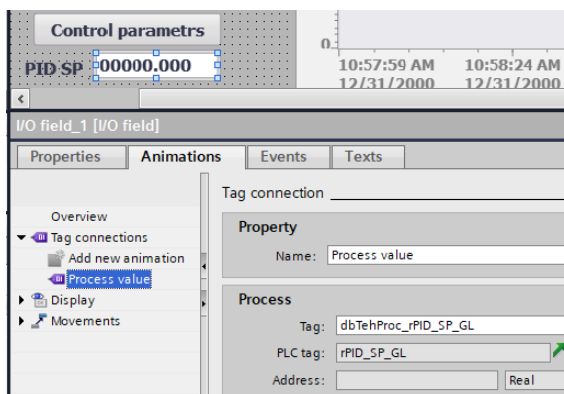 Control parametrs
PID SP 00000.000
0
10:57:59 AM 10:58:24 AM
12/31/2000 12/31/2000
I/O field_1 [I/O field]
Properties Animations Events Texts
Tag connection
Overview
Tag connections
Add new animation
Process value
Display
Movements
Property
Name: Process value
Process
Tag: dbTehProc_rPID_SP_GL
PLC tag: rPID_SP_GL
Address: Real